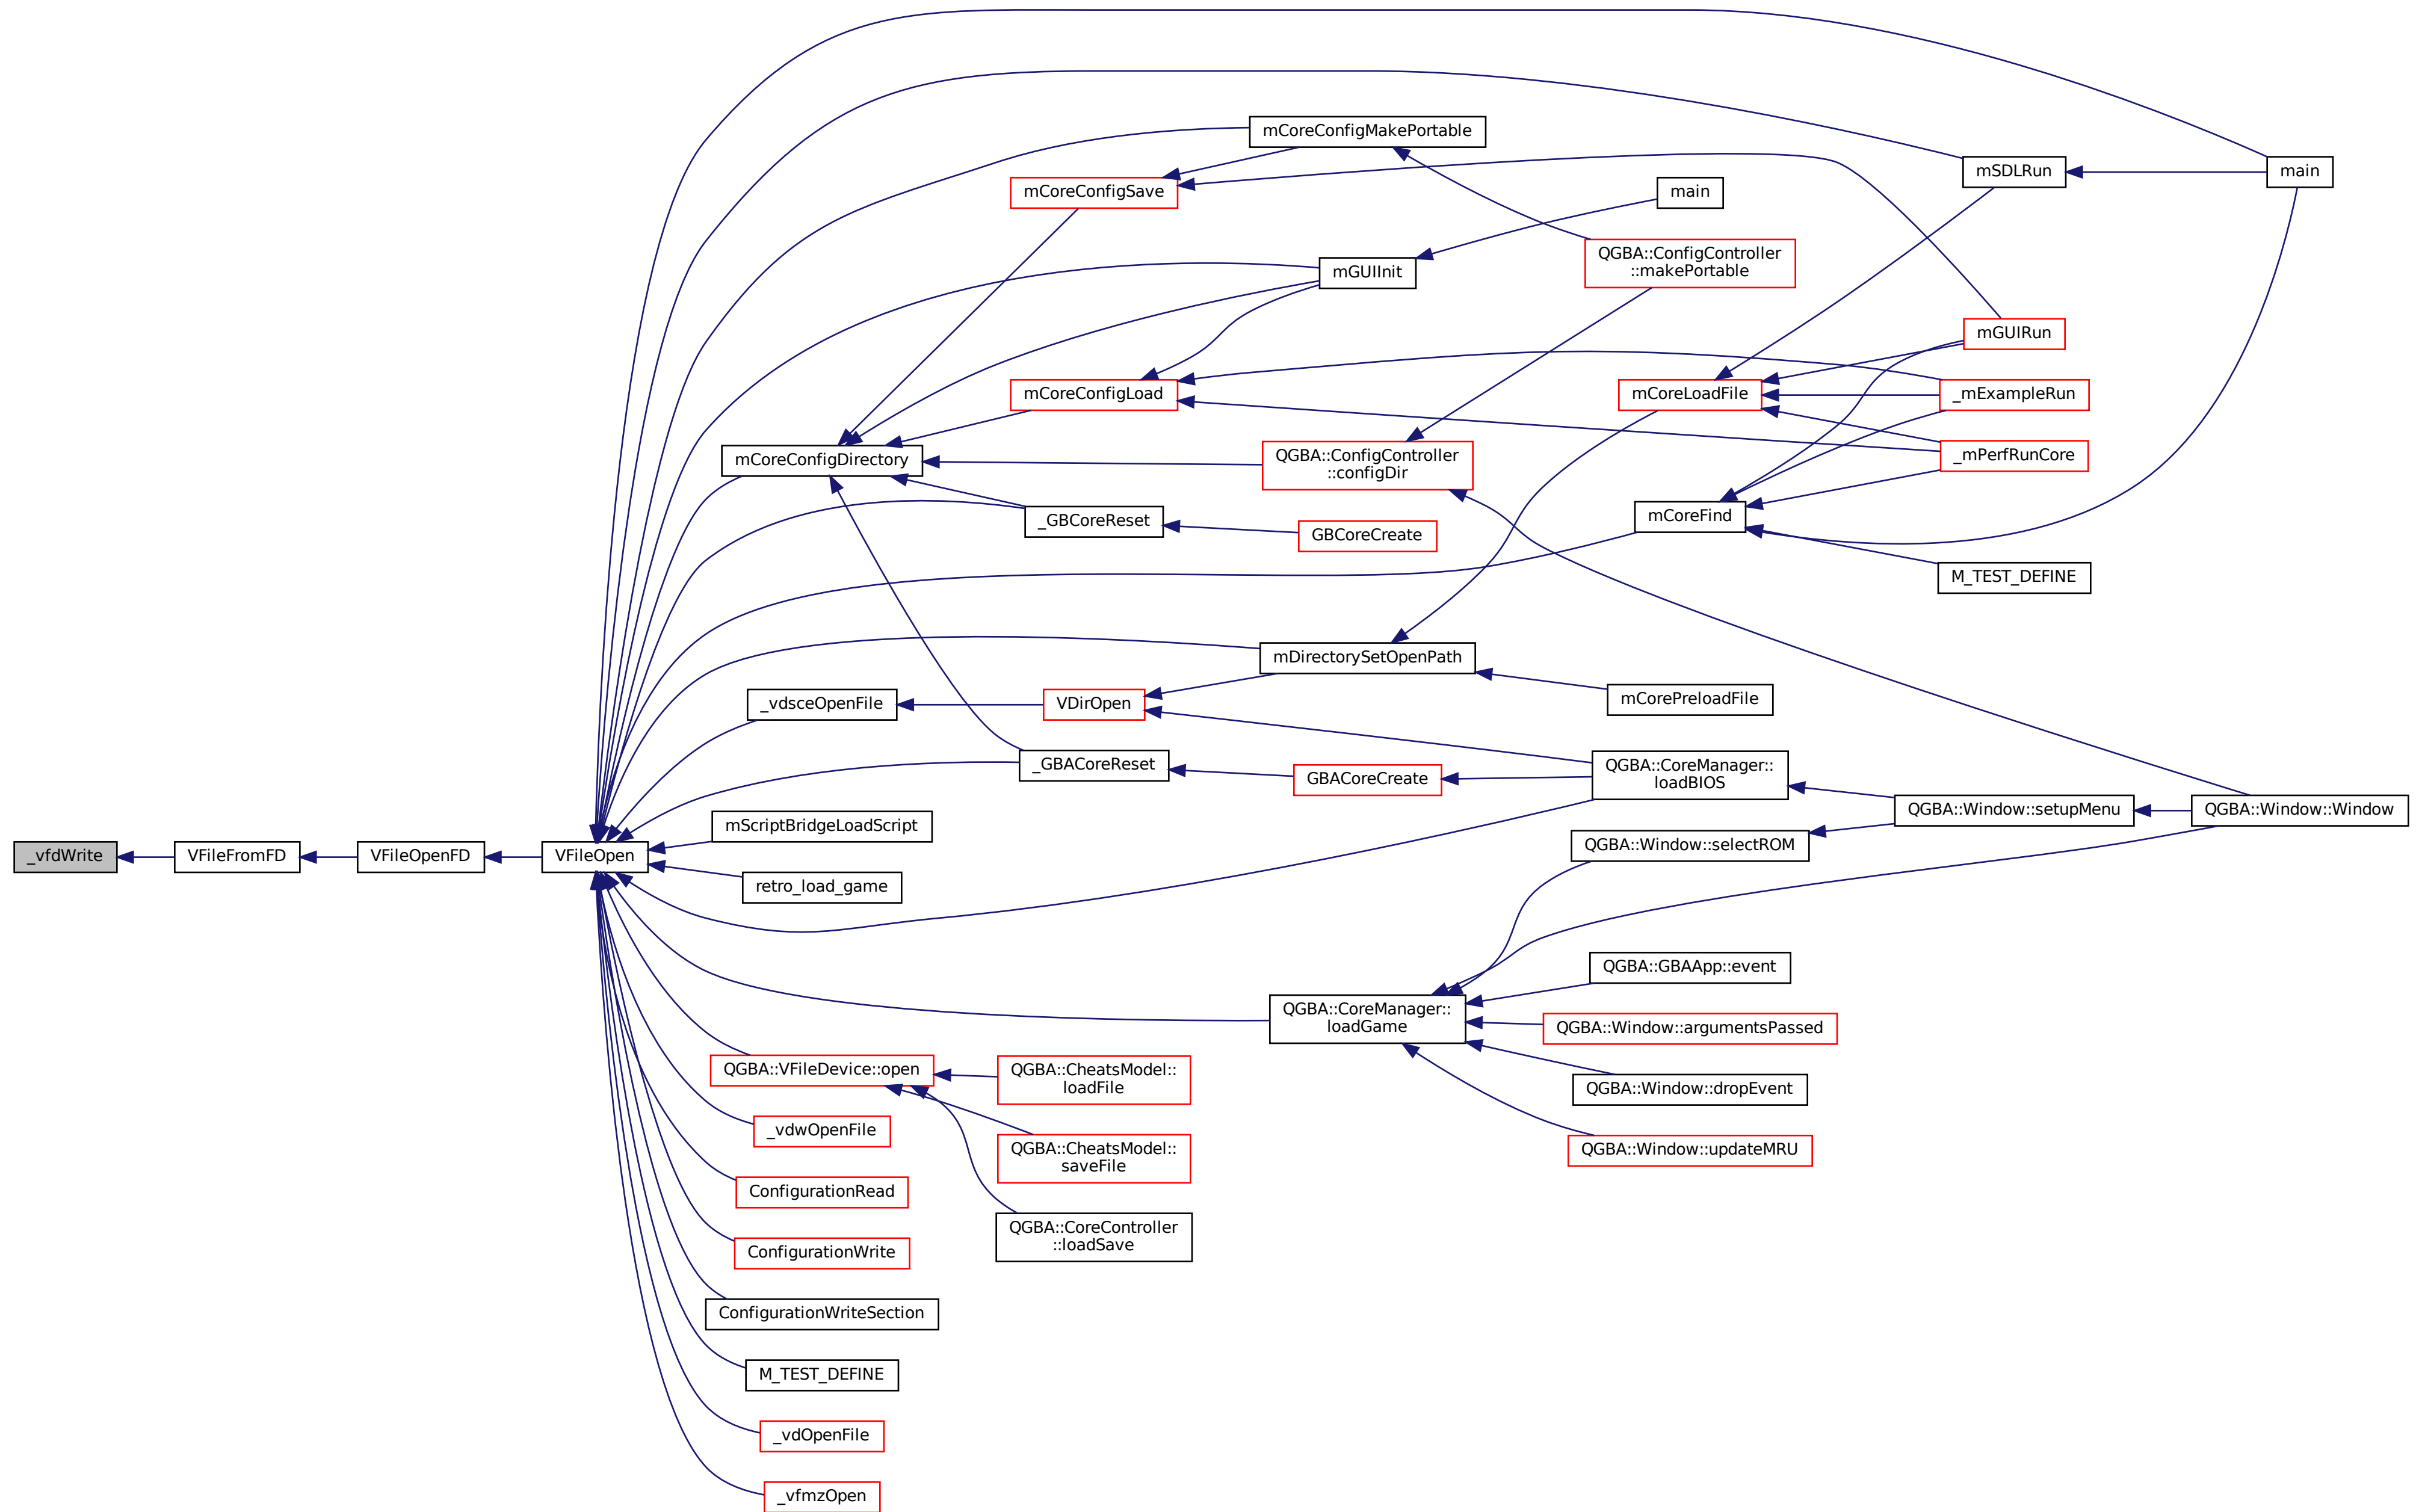 mCoreConfigMakePortable
mSDLRun
main
mCoreConfigSave
main
QGBA::ConfigController
::makePortable
mGUIInit
mGUIRun
mCoreConfigLoad
mCoreLoadFile
_mExampleRun
mCoreConfigDirectory
QGBA::ConfigController
::configDir
_mPerfRunCore
_GBCoreReset
GBCoreCreate
mCoreFind
M_TEST_DEFINE
mDirectorySetOpenPath
_vdsceOpenFile
VDirOpen
mCorePreloadFile
_GBACoreReset
GBACoreCreate
QGBA::CoreManager::
loadBIOS
QGBA::Window::setupMenu
QGBA::Window::Window
mScriptBridgeLoadScript
QGBA::Window::selectROM
_vfdWrite
VFileFromFD
VFileOpenFD
VFileOpen
retro_load_game
QGBA::GBAApp::event
QGBA::CoreManager::
loadGame
QGBA::Window::argumentsPassed
QGBA::VFileDevice::open
QGBA::CheatsModel::
loadFile
QGBA::Window::dropEvent
_vdwOpenFile
QGBA::CheatsModel::
saveFile
QGBA::Window::updateMRU
ConfigurationRead
QGBA::CoreController
::loadSave
ConfigurationWrite
ConfigurationWriteSection
M_TEST_DEFINE
_vdOpenFile
_vfmzOpen